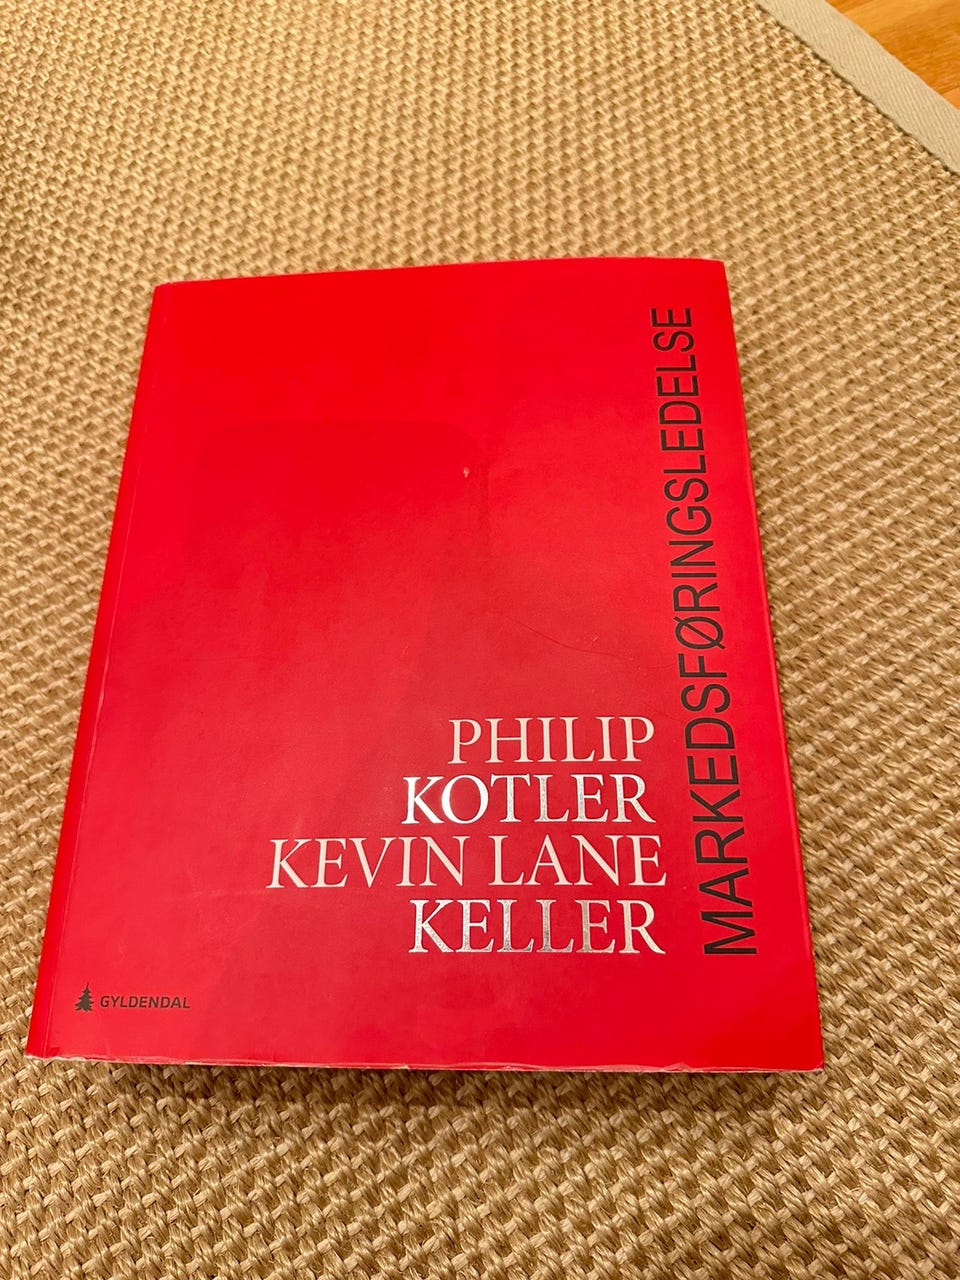 MARKEDSFØRINGSLEDELSE
PHILIP
KOTLER
KEVIN LANE
KELLER
GYLDENDAL